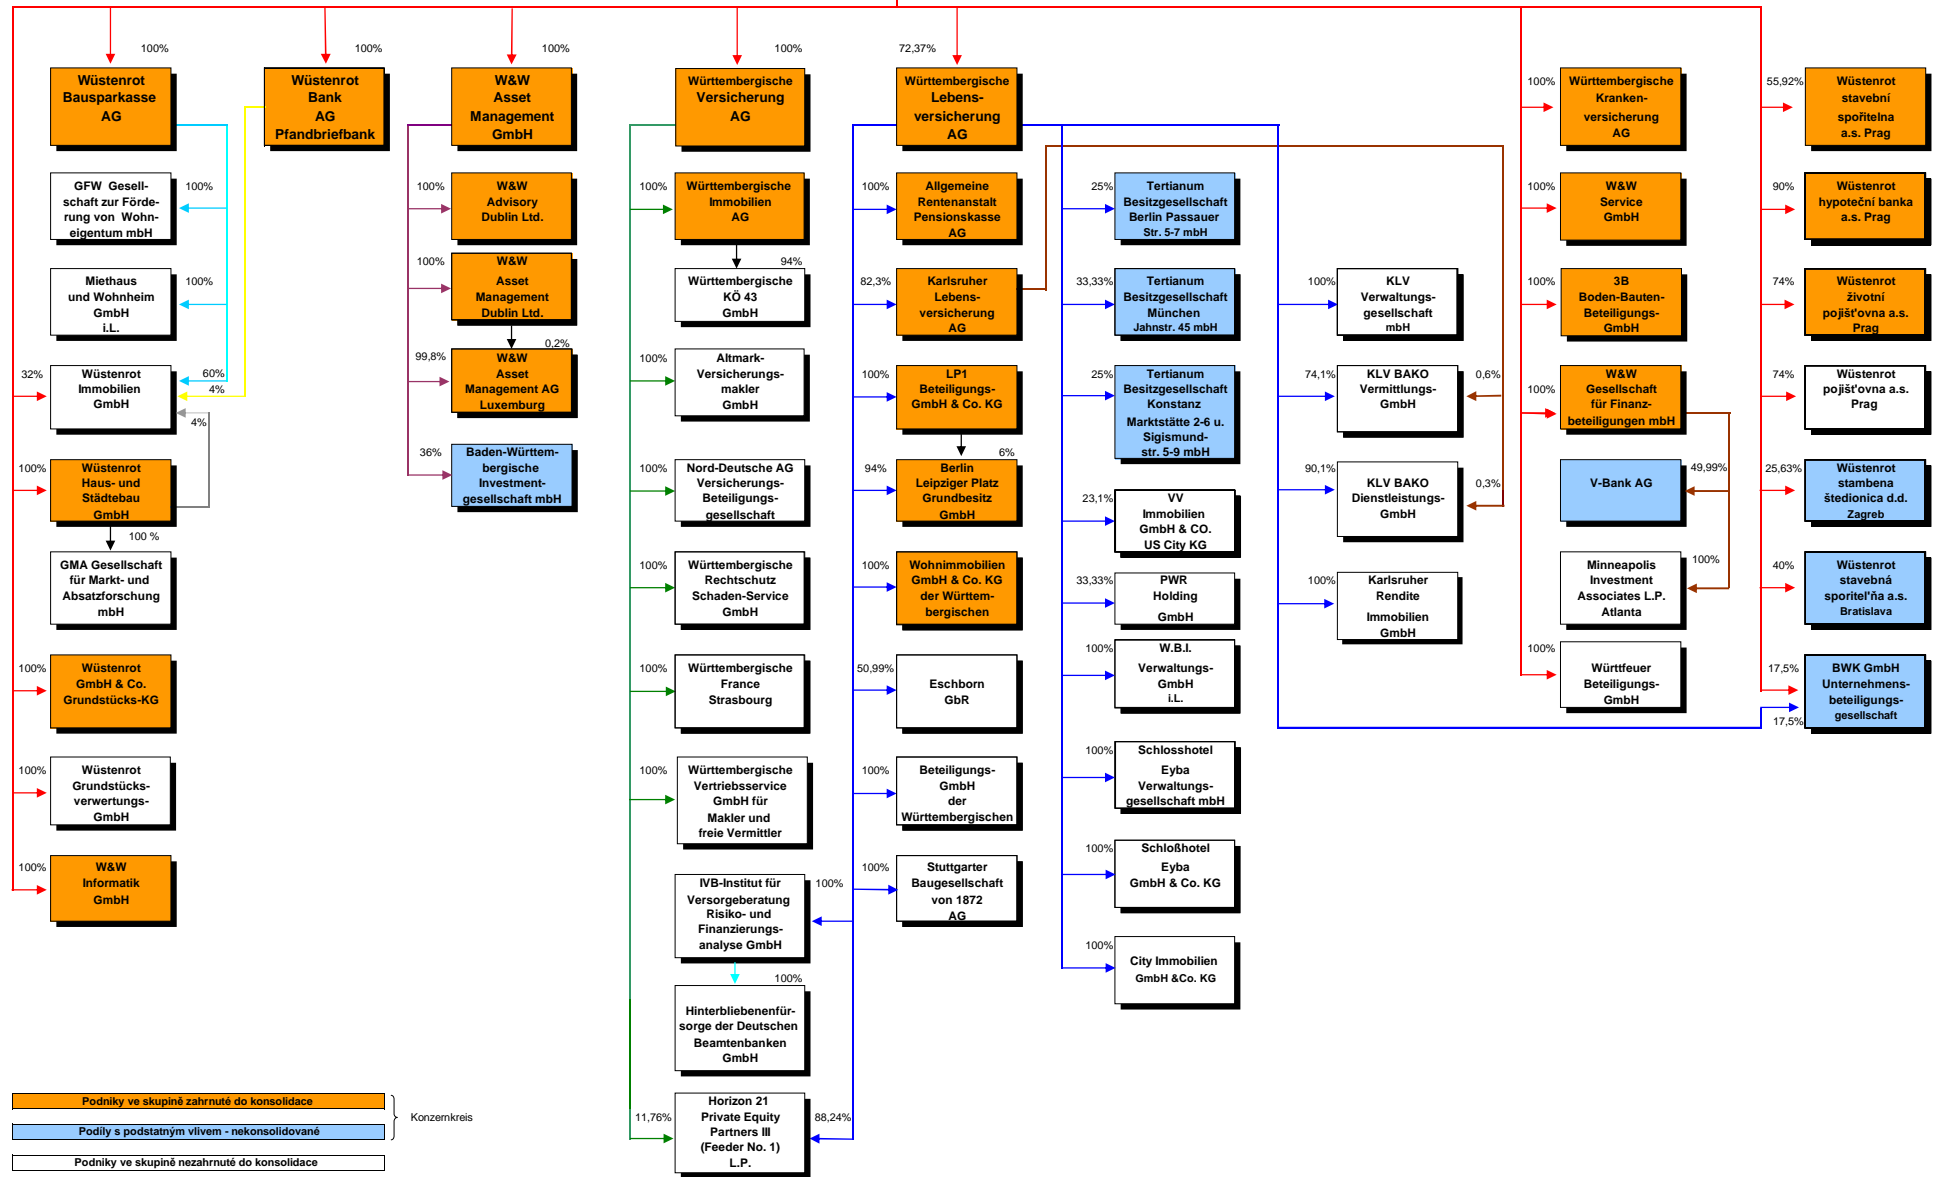 100%
100%
100%
100%
72,37%
Wüstenrot
Bausparkasse
AG
Wüstenrot
Bank
AG
Pfandbriefbank
W&W
Asset
Management
GmbH
Württembergische
Versicherung
AG
Württembergische
Lebens-
versicherung
AG
100%
Württembergische
Kranken-
versicherung
AG
55,92%
Wüstenrot
stavební
spořitelna
a.s. Prag
GFW Gesell-
schaft zur Förde-
rung von Wohn-
eigentum mbH
100%
100%
W&W
Advisory
Dublin Ltd.
100%
Württembergische
Immobilien
AG
100%
Allgemeine
Rentenanstalt
Pensionskasse
AG
25%
Tertianum
Besitzgesellschaft
Berlin Passauer
Str. 5-7 mbH
100%
W&W
Service
GmbH
90%
Wüstenrot
hypoteční banka
a.s. Prag
Miethaus
und Wohnheim
GmbH
i.L.
100%
100%
W&W
Asset
Management
Dublin Ltd.
94%
Württembergische
KÖ 43
GmbH
82,3%
Karlsruher
Lebens-
versicherung
AG
33,33%
Tertianum
Besitzgesellschaft
München
Jahnstr. 45 mbH
100%
KLV
Verwaltungs-
gesellschaft
mbH
100%
3B
Boden-Bauten-
Beteiligungs-
GmbH
74%
Wüstenrot
životní
pojišt'ovna a.s.
Prag
32%
Wüstenrot
Immobilien
GmbH
60%
4%
4%
0,2%
99,8%
W&W
Asset
Management AG
Luxemburg
100%
Altmark-
Versicherungs-
makler
GmbH
100%
LP1
Beteiligungs-
GmbH & Co. KG
25%
Tertianum
Besitzgesellschaft
Konstanz
Marktstätte 2-6 u.
Sigismund-
str. 5-9 mbH
74,1%
KLV BAKO
Vermittlungs-
GmbH
0,6%
100%
W&W
Gesellschaft
für Finanz-
beteiligungen mbH
74%
Wüstenrot
pojišt'ovna a.s.
Prag
100%
Wüstenrot
Haus- und
Städtebau
GmbH
36%
Baden-Württem-
bergische
Investment-
gesellschaft mbH
100%
Nord-Deutsche AG
Versicherungs-
Beteiligungs-
gesellschaft
6%
94%
Berlin
Leipziger Platz
Grundbesitz
GmbH
23,1%
VV
Immobilien
GmbH & CO.
US City KG
90,1%
KLV BAKO
Dienstleistungs-
GmbH
0,3%
V-Bank AG
49,99%
25,63%
Wüstenrot
stambena
štedionica d.d.
Zagreb
100 %
GMA Gesellschaft
für Markt- und
Absatzforschung
mbH
100%
Württembergische
Rechtschutz
Schaden-Service
GmbH
100%
Wohnimmobilien
GmbH & Co. KG
der Württem-
bergischen
33,33%
PWR
Holding
GmbH
100%
Karlsruher
Rendite
Immobilien
GmbH
Minneapolis
Investment
Associates L.P.
Atlanta
100%
40%
Wüstenrot
stavebná
sporitel'ňa a.s.
Bratislava
100%
Wüstenrot
GmbH & Co.
Grundstücks-KG
100%
Württembergische
France
Strasbourg
50,99%
Eschborn
GbR
100%
W.B.I.
Verwaltungs-
GmbH
i.L.
100%
Württfeuer
Beteiligungs-
GmbH
17,5%
BWK GmbH
Unternehmens-
beteiligungs-
gesellschaft
17,5%
100%
Wüstenrot
Grundstücks-
verwertungs-
GmbH
100%
Württembergische
Vertriebsservice
GmbH für
Makler und
freie Vermittler
100%
Beteiligungs-
GmbH
der
Württembergischen
100%
Schlosshotel
Eyba
Verwaltungs-
gesellschaft mbH
100%
W&W
Informatik
GmbH
IVB-Institut für
Versorgeberatung
Risiko- und
Finanzierungs-
analyse GmbH
100%
100%
Stuttgarter
Baugesellschaft
von 1872
AG
100%
Schloßhotel
Eyba
GmbH & Co. KG
100%
City Immobilien
GmbH &Co. KG
100%
Hinterbliebenenfür-
sorge der Deutschen
Beamtenbanken
GmbH
11,76%
Horizon 21
Private Equity
Partners III
(Feeder No. 1)
L.P.
88,24%
Podniky ve skupině zahrnuté do konsolidace
Podíly s podstatným vlivem - nekonsolidované
Konzernkreis
Podniky ve skupině nezahrnuté do konsolidace